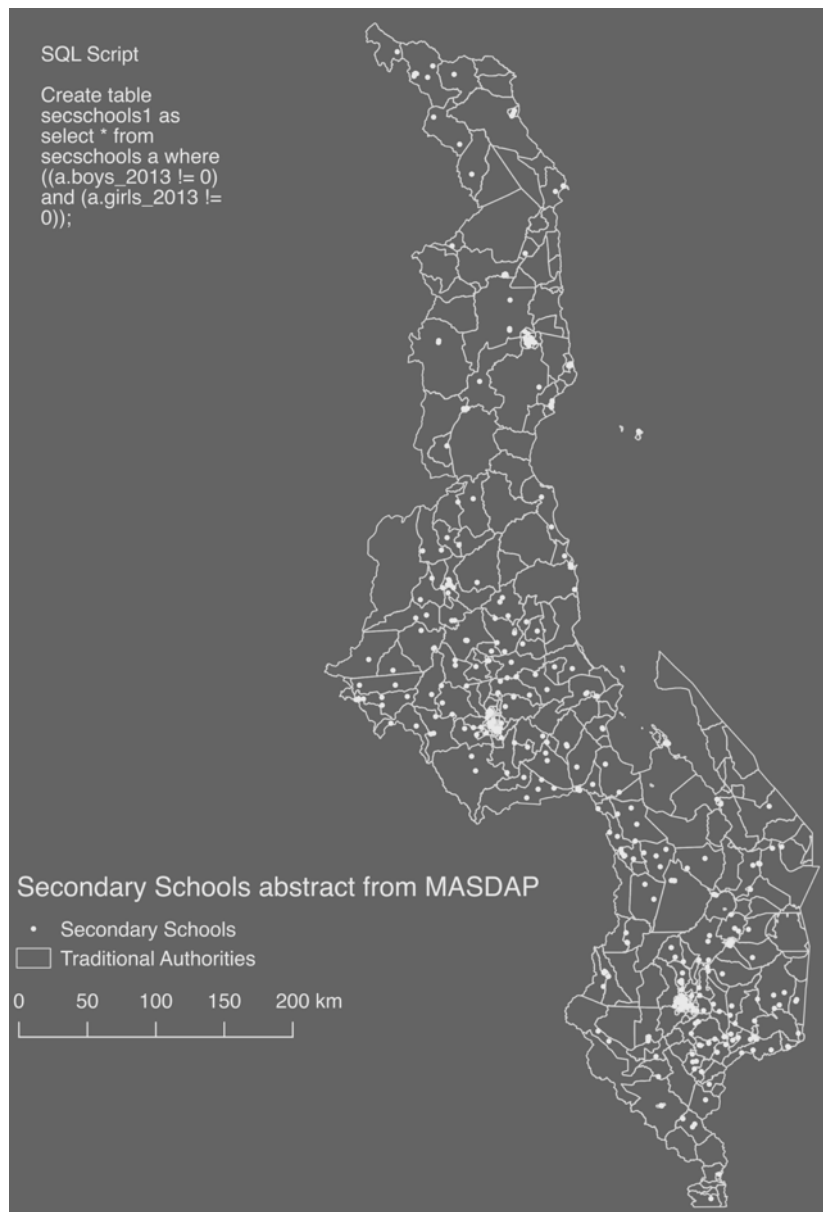 SQL Script
Create table
secschools1 as
select * from
secschools a where
((a.boys_2013 != 0)
and (a.girls_2013 !=
0));
Secondary Schools abstract from MASDAP
Secondary Schools
Traditional Authorities
0 50 100 150 200 km